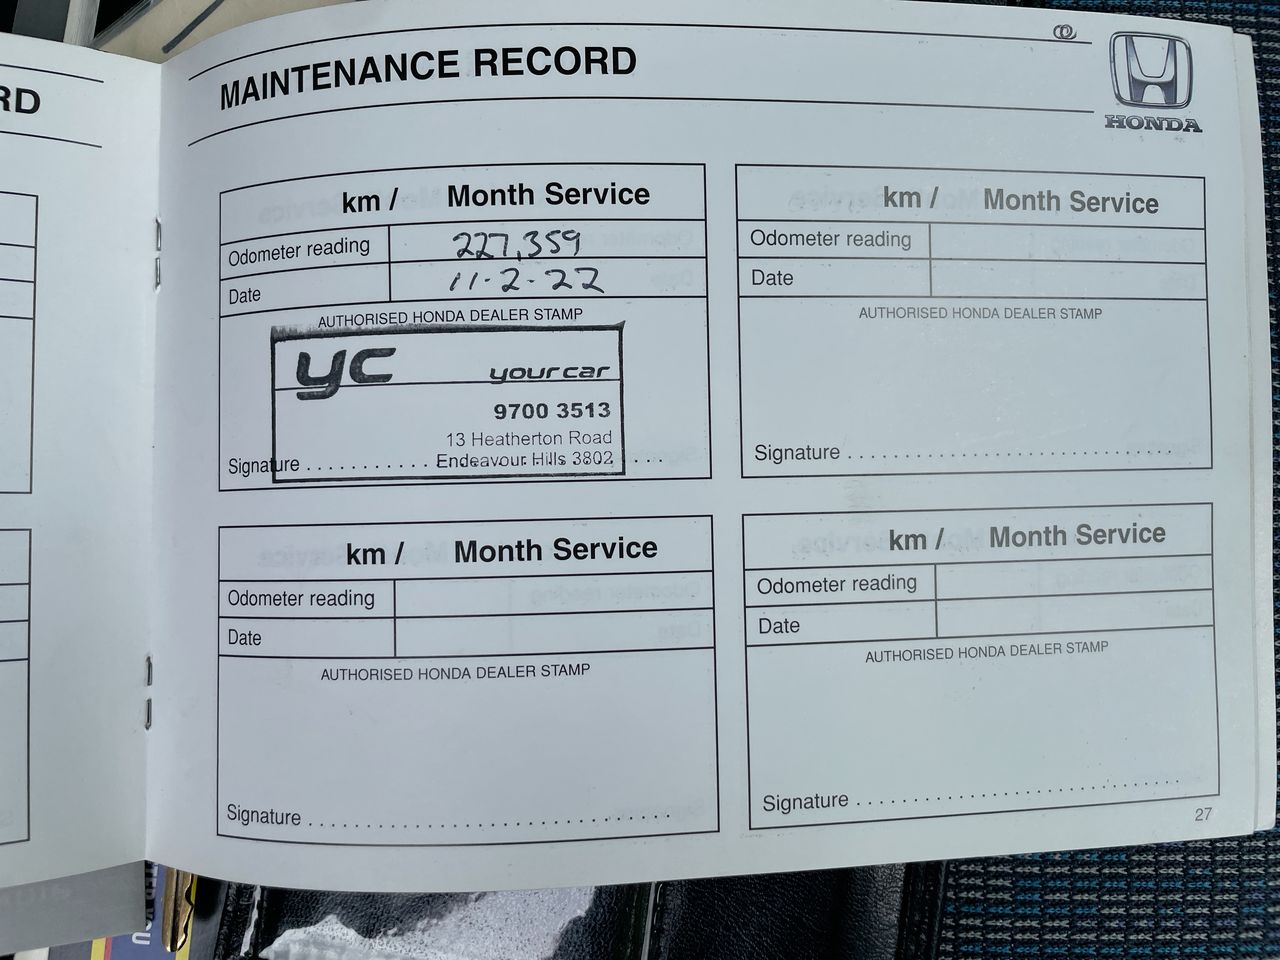 RD
MAINTENANCE RECORD
HONDA
km / Month Service
Odometer reading 227,359
Date 11-2-22
AUTHORISED HONDA DEALER STAMP
yc your car
9700 3513
13 Heatherton Road
Endeavour Hills 3802
Signature
km / Month Service
Odometer reading
Date
AUTHORISED HONDA DEALER STAMP
Signature
km / Month Service
Odometer reading
Date
AUTHORISED HONDA DEALER STAMP
Signature
km / Month Service
Odometer reading
Date
AUTHORISED HONDA DEALER STAMP
Signature
27